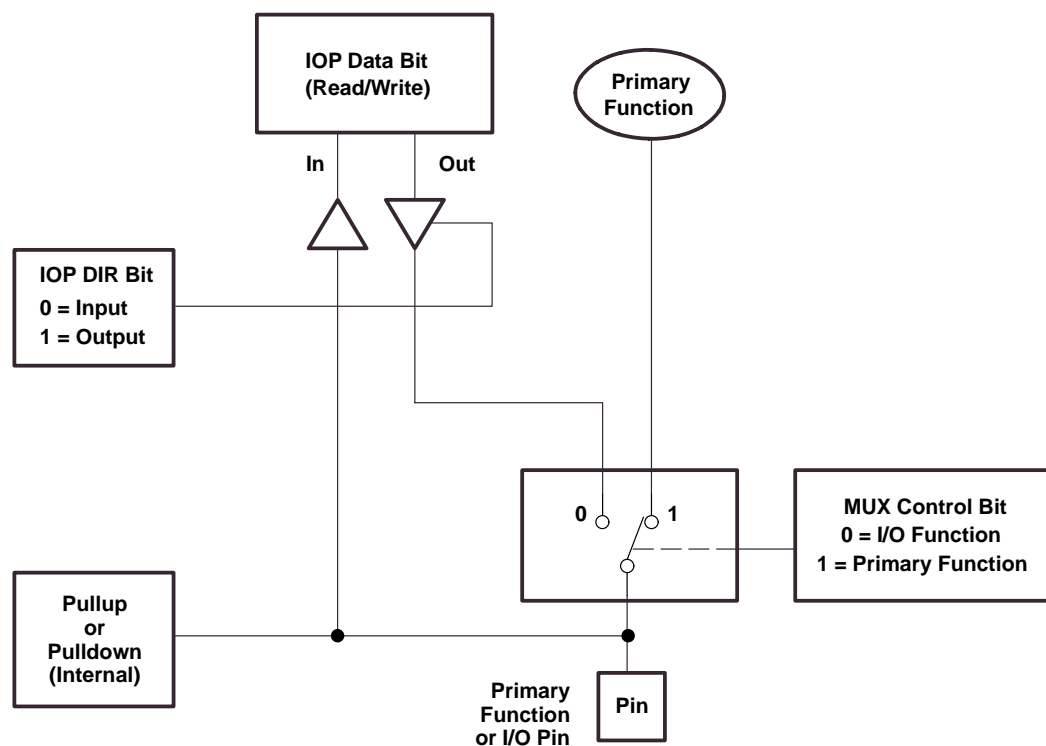 IOP Data Bit
(Read/Write)
Primary
Function
In
Out
IOP DIR Bit
0 = Input
1 = Output
0
1
MUX Control Bit
0 = I/O Function
1 = Primary Function
Pullup
or
Pulldown
(Internal)
Primary
Function
or I/O Pin
Pin